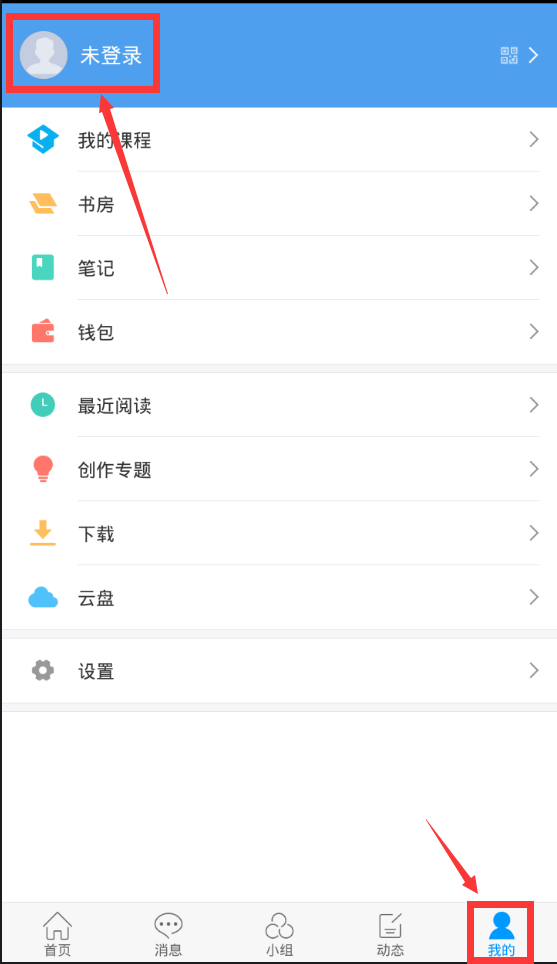 未登录
我的课程
书房
笔记
钱包
最近阅读
创作专题
下载
云盘
设置
首页
消息
小组
动态
我的